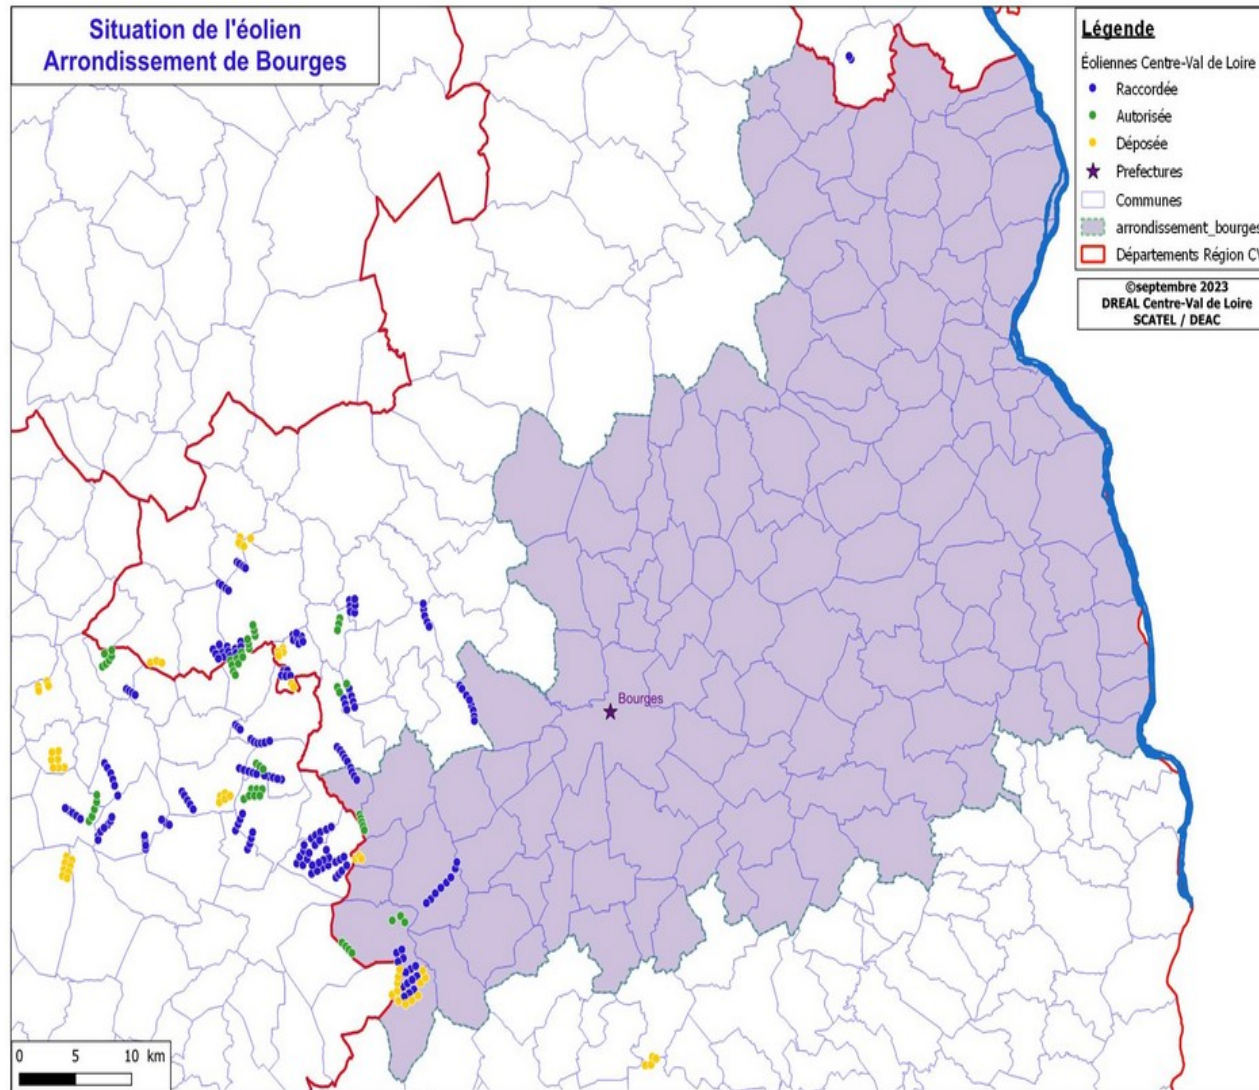 Situation de l'éolien
Arrondissement de Bourges
Légende
Éoliennes Centre-Val de Loire
Raccordée
Autorisée
Déposée
Prefectures
Communes
arrondissement_bourges
Départements Région C
©septembre 2023
DREAL Centre-Val de Loire
SCATEL / DEAC
Bourges
0 5 10 km